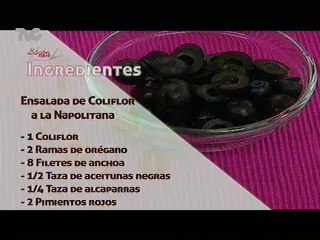 Ingredientes
Ensalada de Coliflor
a la Napolitana
- 1 Coliflor
- 2 Ramas de orégano
- 8 Filetes de anchoa
- 1/2 Taza de aceitunas negras
- 1/4 Taza de alcaparras
- 2 Pimientos rojos